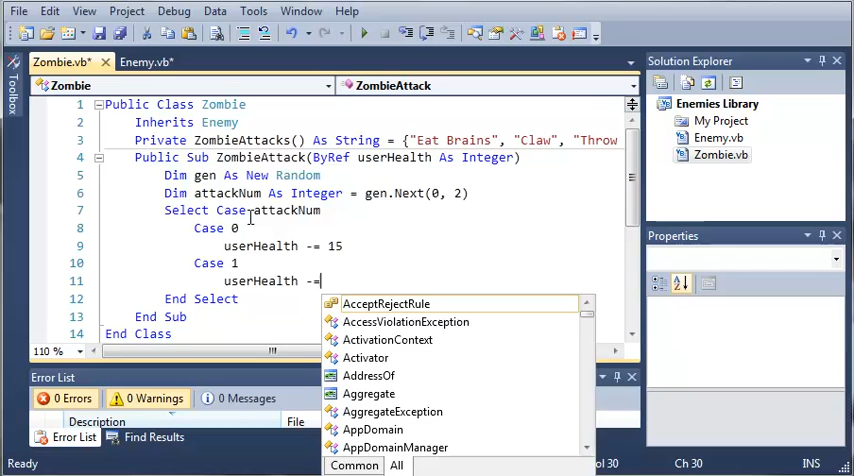 File Edit View Project Debug Data Tools Window Help
Zombie.vb* Enemy.vb*
Zombie ZombieAttack
1 Public Class Zombie
2 Inherits Enemy
3 Private ZombieAttacks() As String = {"Eat Brains", "Claw", "Throw
4 Public Sub ZombieAttack(ByRef userHealth As Integer)
5 Dim gen As New Random
6 Dim attackNum As Integer = gen.Next(0, 2)
7 Select Case attackNum
8 Case 0
9 userHealth -= 15
10 Case 1
11 userHealth -=
12 End Select
13 End Sub
14 End Class
110 %
AcceptRejectRule
AccessViolationException
ActivationContext
Activator
AddressOf
Aggregate
AggregateException
AppDomain
AppDomainManager
Common All
Toolbox
Error List
0 Errors 0 Warnings 0 Messages
Description File
Error List Find Results
Solution Explorer
Enemies Library
My Project
Enemy.vb
Zombie.vb
Properties
Ready Col 30 Ch 30 INS